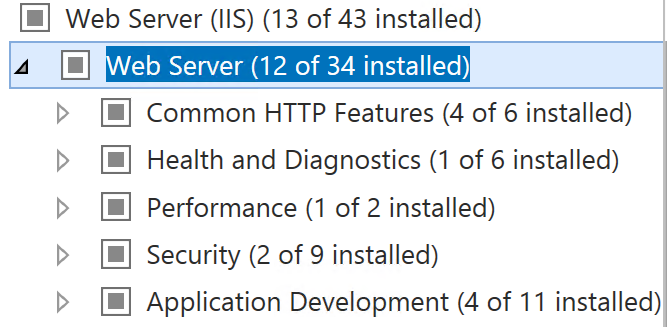 Web Server (IIS) (13 of 43 installed)
Web Server (12 of 34 installed)
Common HTTP Features (4 of 6 installed)
Health and Diagnostics (1 of 6 installed)
Performance (1 of 2 installed)
Security (2 of 9 installed)
Application Development (4 of 11 installed)